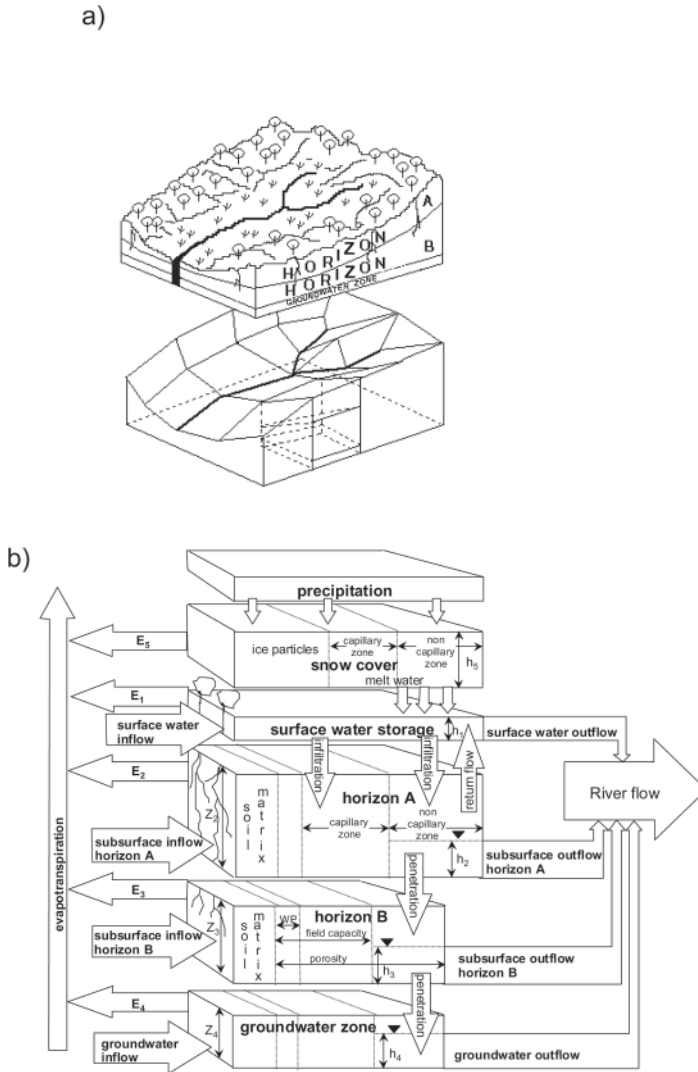 a)
A
B
HORIZON
HORIZON
GROUNDWATER ZONE
b)
precipitation
E5
ice particles
capillary
zone
non
capillary
zone
snow cover
h5
melt water
E1
surface water
inflow
surface water storage
h1
surface water outflow
E2
infiltration
infiltration
return flow
River flow
Z2
soil
matrix
horizon A
capillary
zone
non
capillary
zone
subsurface inflow
horizon A
h2
subsurface outflow
horizon A
evapotranspiration
penetration
E3
Z3
soil
matrix
horizon B
WP
field capacity
porosity
subsurface inflow
horizon B
h3
subsurface outflow
horizon B
penetration
E4
Z4
groundwater zone
groundwater
inflow
h4
groundwater outflow